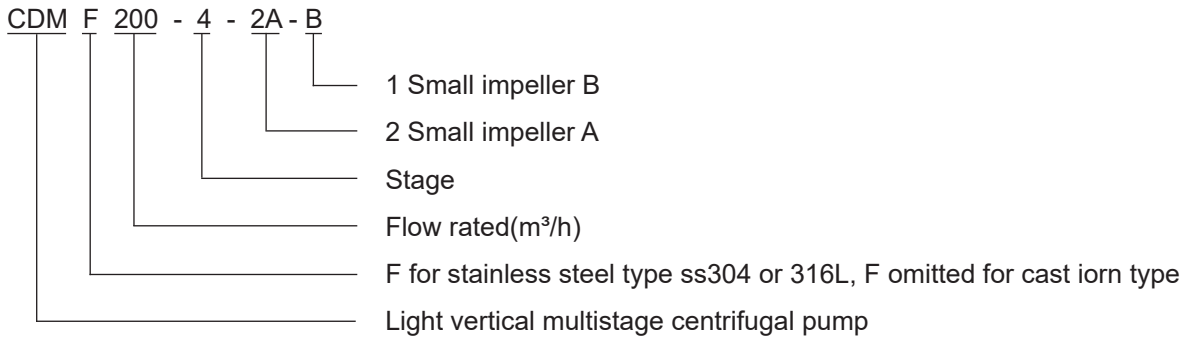 CDM F 200 - 4 - 2A - B
1 Small impeller B
2 Small impeller A
Stage
Flow rated(m³/h)
F for stainless steel type ss304 or 316L, F omitted for cast iorn type
Light vertical multistage centrifugal pump